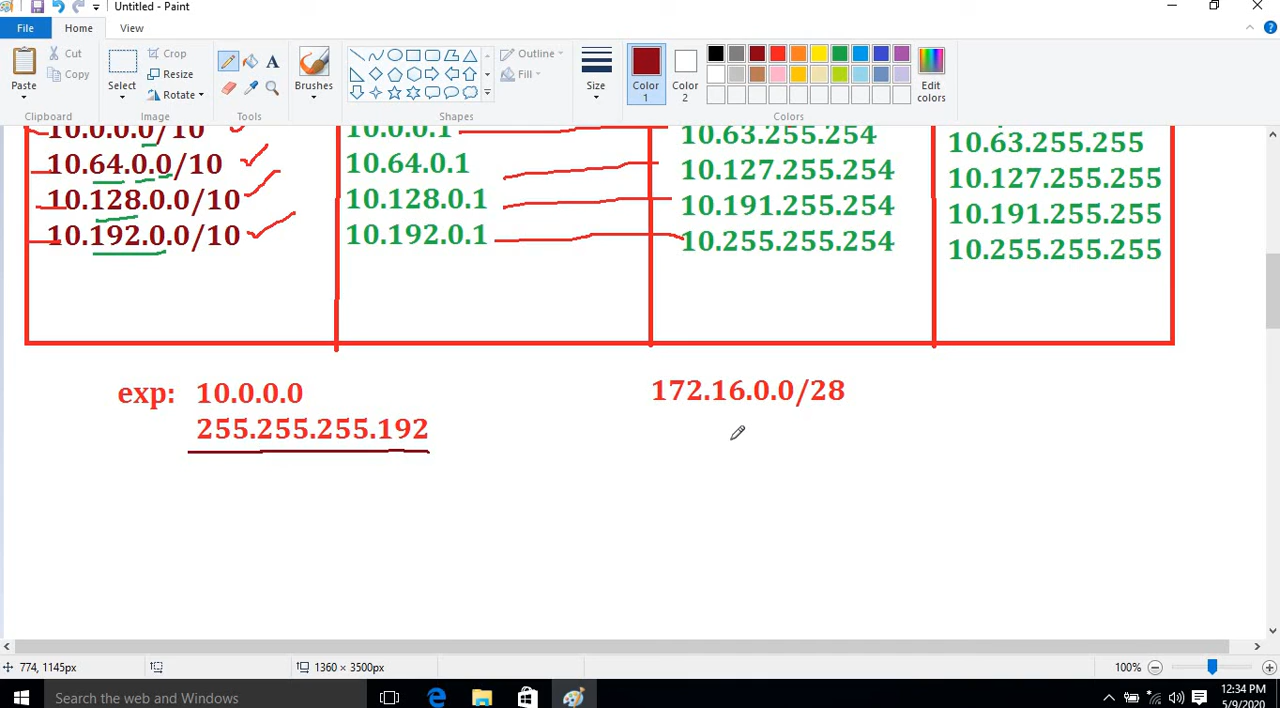 Untitled - Paint
File Home View
Paste
Cut
Copy
Clipboard
Select
Crop
Resize
Rotate
Image
A
Tools
Brushes
Shapes
Outline
Fill
Size
Color 1
Color 2
Edit colors
Colors
10.0.0.0/10 10.0.0.1 10.63.255.254 10.63.255.255
10.64.0.0/10 10.64.0.1 10.127.255.254 10.127.255.255
10.128.0.0/10 10.128.0.1 10.191.255.254 10.191.255.255
10.192.0.0/10 10.192.0.1 10.255.255.254 10.255.255.255
exp: 10.0.0.0 172.16.0.0/28
255.255.255.192
774, 1145px 1360 × 3500px 100%
Search the web and Windows
12:34 PM
5/9/2020